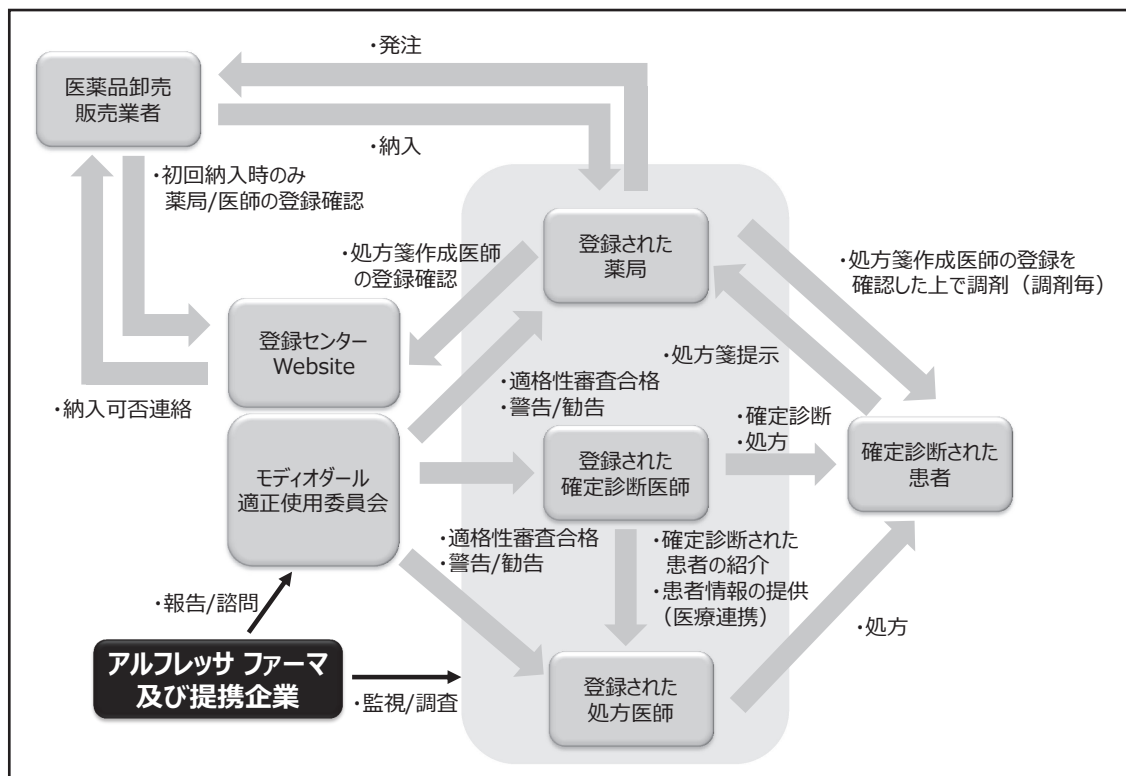 ・発注
医薬品卸売
販売業者
・納入
・初回納入時のみ
薬局/医師の登録確認
・処方箋作成医師
の登録確認
登録された
薬局
・処方箋作成医師の登録を
確認した上で調剤（調剤毎）
登録センター
Website
・処方箋提示
・納入可否連絡
・適格性審査合格
・警告/勧告
・確定診断
・処方
モディオダール
適正使用委員会
登録された
確定診断医師
確定診断された
患者
・適格性審査合格
・警告/勧告
・確定診断された
患者の紹介
・患者情報の提供
（医療連携）
・報告/諮問
・処方
アルフレッサ ファーマ
及び提携企業
・監視/調査
登録された
処方医師